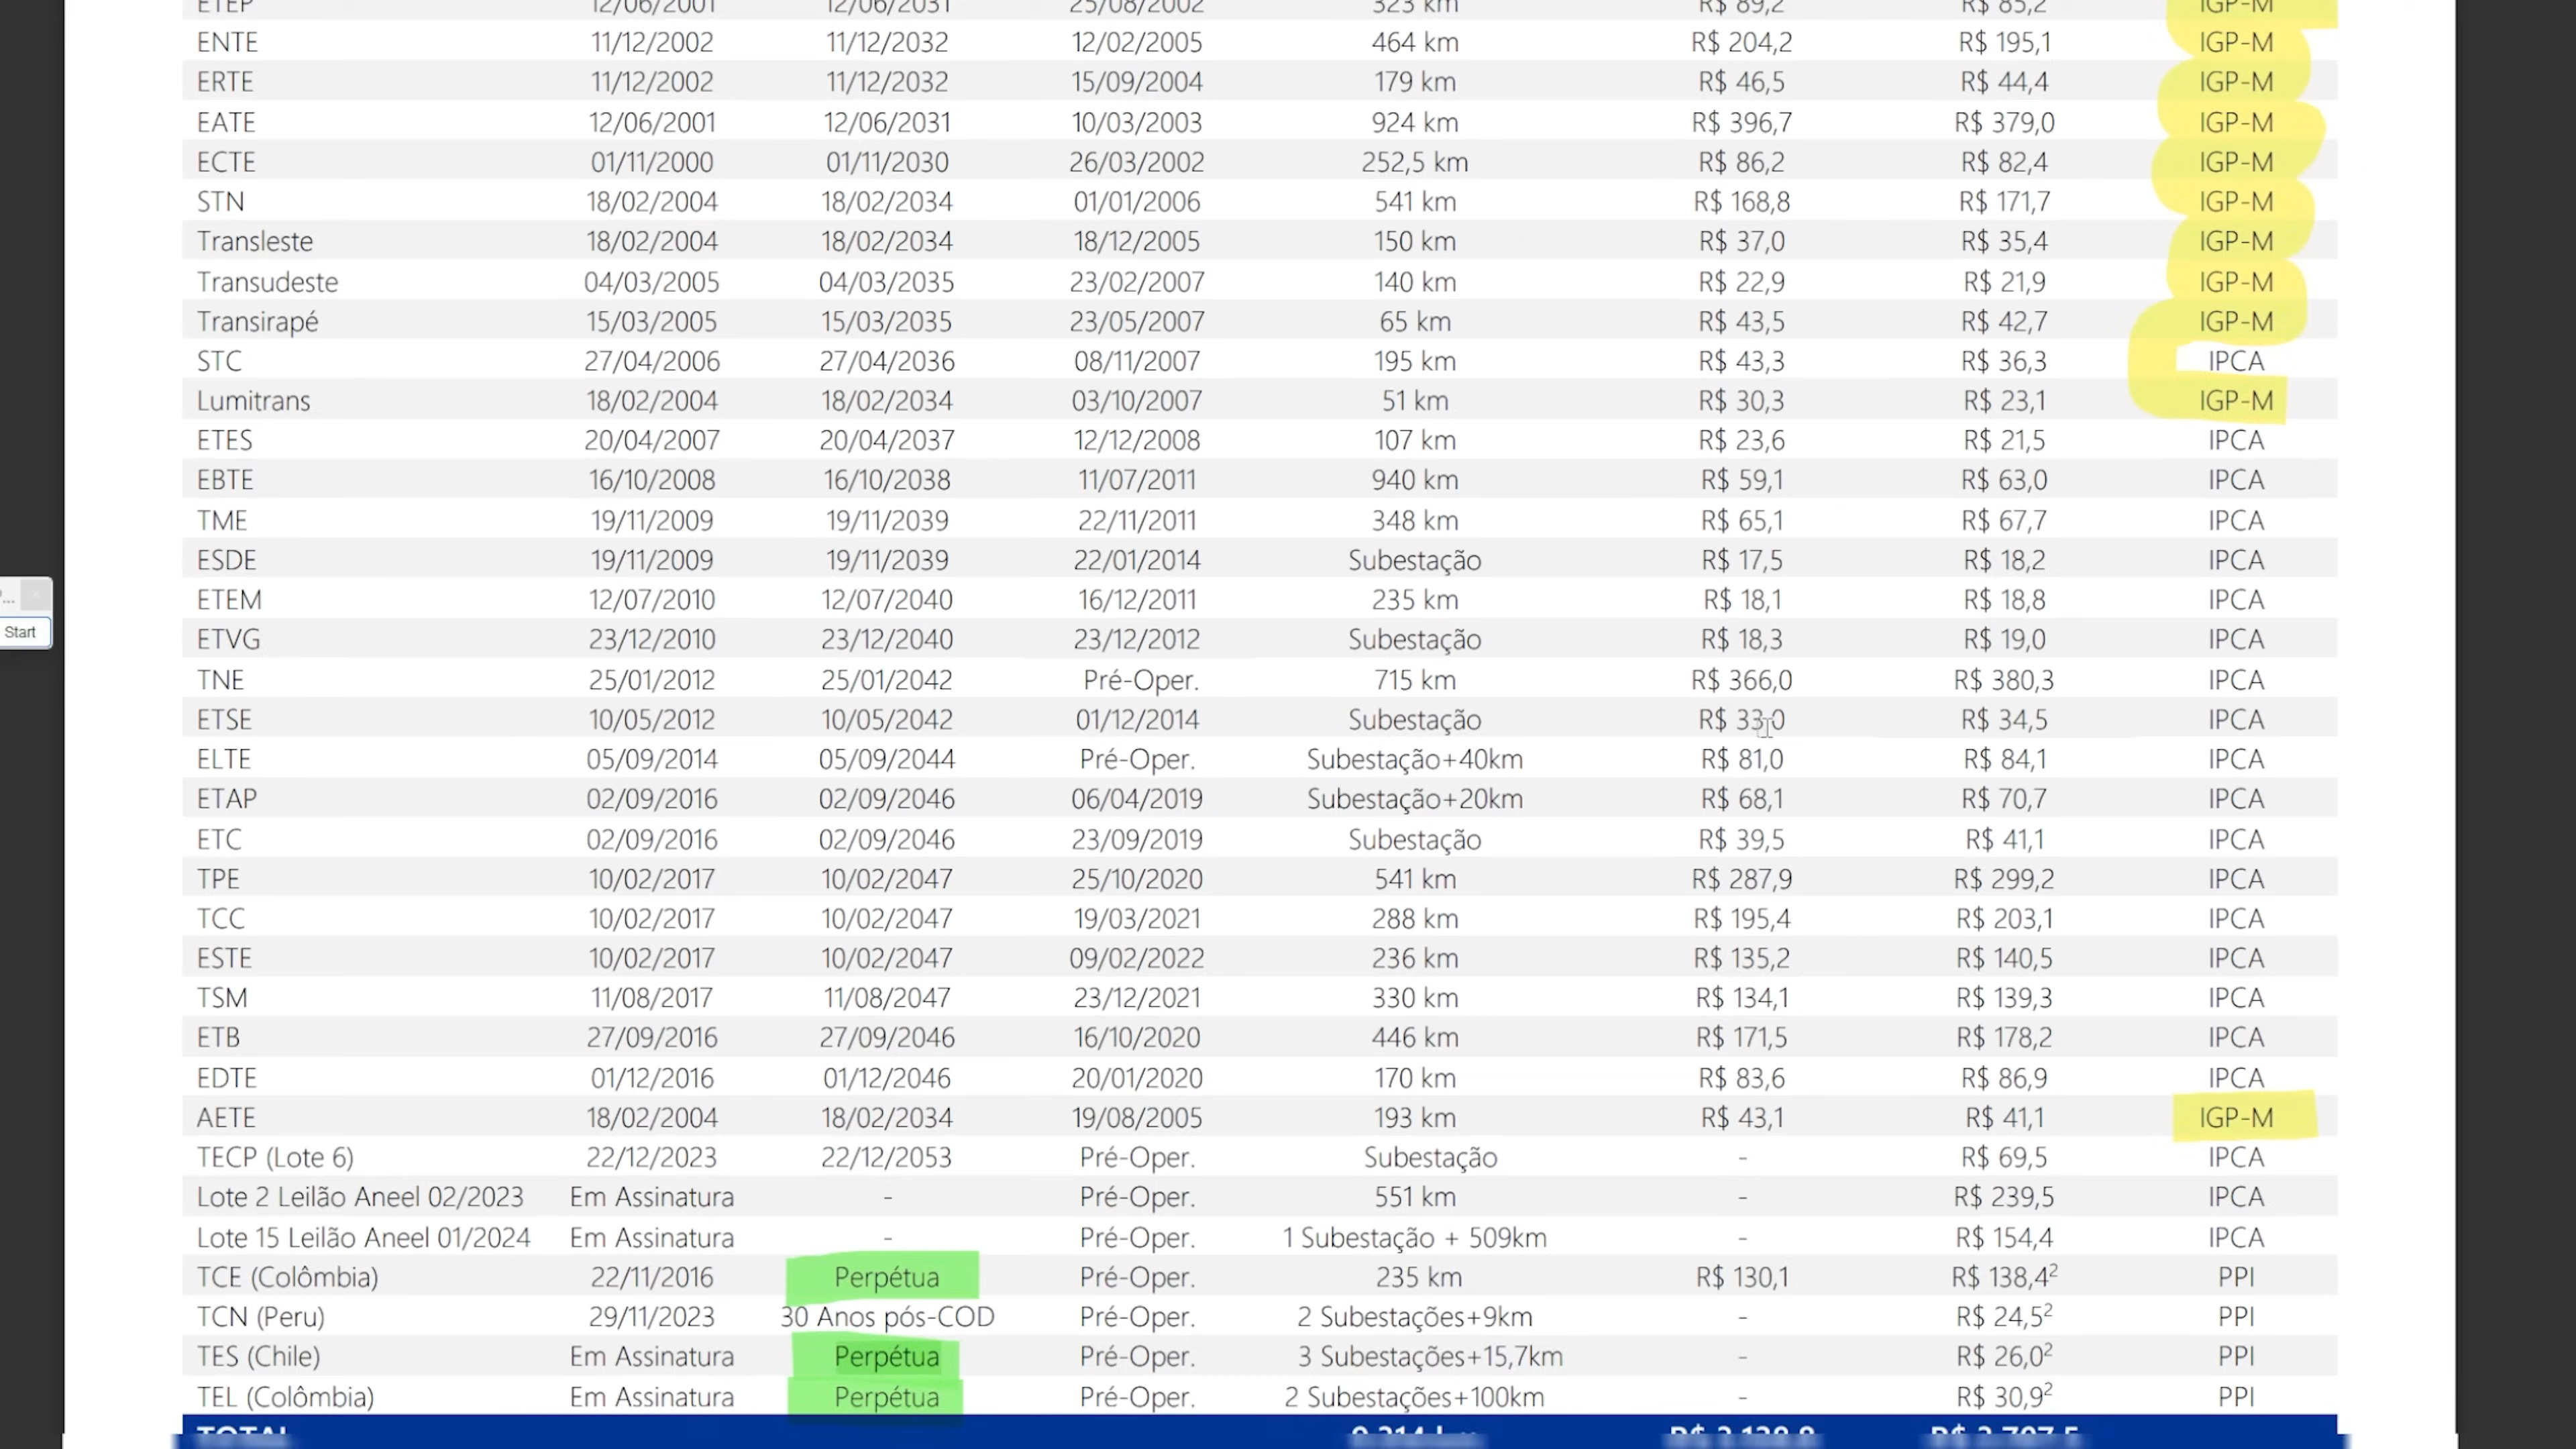 ETEP 12/06/2001 12/06/2031 25/08/2002 323 km R$ 89,2 R$ 85,2 IGP-M
ENTE 11/12/2002 11/12/2032 12/02/2005 464 km R$ 204,2 R$ 195,1 IGP-M
ERTE 11/12/2002 11/12/2032 15/09/2004 179 km R$ 46,5 R$ 44,4 IGP-M
EATE 12/06/2001 12/06/2031 10/03/2003 924 km R$ 396,7 R$ 379,0 IGP-M
ECTE 01/11/2000 01/11/2030 26/03/2002 252,5 km R$ 86,2 R$ 82,4 IGP-M
STN 18/02/2004 18/02/2034 01/01/2006 541 km R$ 168,8 R$ 171,7 IGP-M
Transleste 18/02/2004 18/02/2034 18/12/2005 150 km R$ 37,0 R$ 35,4 IGP-M
Transudeste 04/03/2005 04/03/2035 23/02/2007 140 km R$ 22,9 R$ 21,9 IGP-M
Transirapé 15/03/2005 15/03/2035 23/05/2007 65 km R$ 43,5 R$ 42,7 IGP-M
STC 27/04/2006 27/04/2036 08/11/2007 195 km R$ 43,3 R$ 36,3 IPCA
Lumitrans 18/02/2004 18/02/2034 03/10/2007 51 km R$ 30,3 R$ 23,1 IGP-M
ETES 20/04/2007 20/04/2037 12/12/2008 107 km R$ 23,6 R$ 21,5 IPCA
EBTE 16/10/2008 16/10/2038 11/07/2011 940 km R$ 59,1 R$ 63,0 IPCA
TME 19/11/2009 19/11/2039 22/11/2011 348 km R$ 65,1 R$ 67,7 IPCA
ESDE 19/11/2009 19/11/2039 22/01/2014 Subestação R$ 17,5 R$ 18,2 IPCA
ETEM 12/07/2010 12/07/2040 16/12/2011 235 km R$ 18,1 R$ 18,8 IPCA
Start
ETVG 23/12/2010 23/12/2040 23/12/2012 Subestação R$ 18,3 R$ 19,0 IPCA
TNE 25/01/2012 25/01/2042 Pré-Oper. 715 km R$ 366,0 R$ 380,3 IPCA
ETSE 10/05/2012 10/05/2042 01/12/2014 Subestação R$ 33,0 R$ 34,5 IPCA
ELTE 05/09/2014 05/09/2044 Pré-Oper. Subestação+40km R$ 81,0 R$ 84,1 IPCA
ETAP 02/09/2016 02/09/2046 06/04/2019 Subestação+20km R$ 68,1 R$ 70,7 IPCA
ETC 02/09/2016 02/09/2046 23/09/2019 Subestação R$ 39,5 R$ 41,1 IPCA
TPE 10/02/2017 10/02/2047 25/10/2020 541 km R$ 287,9 R$ 299,2 IPCA
TCC 10/02/2017 10/02/2047 19/03/2021 288 km R$ 195,4 R$ 203,1 IPCA
ESTE 10/02/2017 10/02/2047 09/02/2022 236 km R$ 135,2 R$ 140,5 IPCA
TSM 11/08/2017 11/08/2047 23/12/2021 330 km R$ 134,1 R$ 139,3 IPCA
ETB 27/09/2016 27/09/2046 16/10/2020 446 km R$ 171,5 R$ 178,2 IPCA
EDTE 01/12/2016 01/12/2046 20/01/2020 170 km R$ 83,6 R$ 86,9 IPCA
AETE 18/02/2004 18/02/2034 19/08/2005 193 km R$ 43,1 R$ 41,1 IGP-M
TECP (Lote 6) 22/12/2023 22/12/2053 Pré-Oper. Subestação - R$ 69,5 IPCA
Lote 2 Leilão Aneel 02/2023 Em Assinatura - Pré-Oper. 551 km - R$ 239,5 IPCA
Lote 15 Leilão Aneel 01/2024 Em Assinatura - Pré-Oper. 1 Subestação + 509km - R$ 154,4 IPCA
TCE (Colômbia) 22/11/2016 Perpétua Pré-Oper. 235 km R$ 130,1 R$ 138,4² PPI
TCN (Peru) 29/11/2023 30 Anos pós-COD Pré-Oper. 2 Subestações+9km - R$ 24,5² PPI
TES (Chile) Em Assinatura Perpétua Pré-Oper. 3 Subestações+15,7km - R$ 26,0² PPI
TEL (Colômbia) Em Assinatura Perpétua Pré-Oper. 2 Subestações+100km - R$ 30,9² PPI
TOTAL